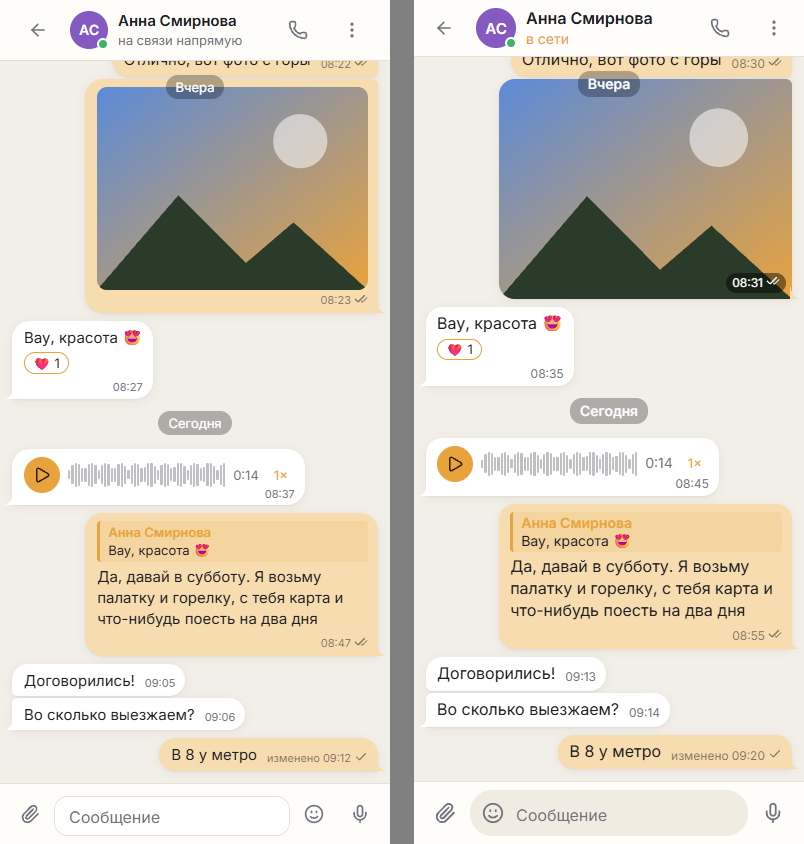 АС
Анна Смирнова
на связи напрямую
Отлично, вот фото с горы 08:22
Вчера
08:23
Вау, красота 😍
❤️ 1
08:27
Сегодня
0:14 1×
08:37
Анна Смирнова
Вау, красота 😍
Да, давай в субботу. Я возьму
палатку и горелку, с тебя карта и
что-нибудь поесть на два дня
08:47
Договорились! 09:05
Во сколько выезжаем? 09:06
В 8 у метро изменено 09:12
Сообщение
АС
Анна Смирнова
в сети
Отлично, вот фото с горы 08:30
Вчера
08:31
Вау, красота 😍
❤️ 1
08:35
Сегодня
0:14 1×
08:45
Анна Смирнова
Вау, красота 😍
Да, давай в субботу. Я возьму
палатку и горелку, с тебя карта и
что-нибудь поесть на два дня
08:55
Договорились! 09:13
Во сколько выезжаем? 09:14
В 8 у метро изменено 09:20
Сообщение